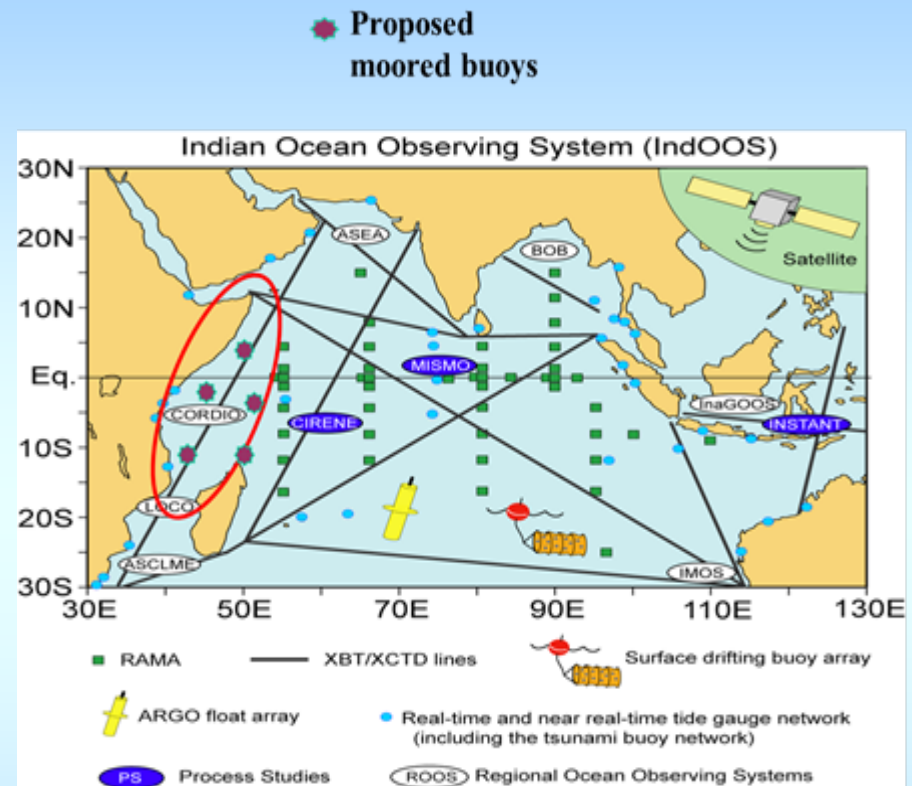 Proposed
moored buoys
Indian Ocean Observing System (IndOOS)
30N
20N
10N
Eq.
10S
20S
30S
ASEA
BOB
Satellite
MISMO
CORDIO
CIRENE
InaGOOS
INSTANT
LOCO
ASCLME
IMOS
30E 50E 70E 90E 110E 130E
RAMA XBT/XCTD lines Surface drifting buoy array
ARGO float array Real-time and near real-time tide gauge network
(including the tsunami buoy network)
PS Process Studies ROOS Regional Ocean Observing Systems